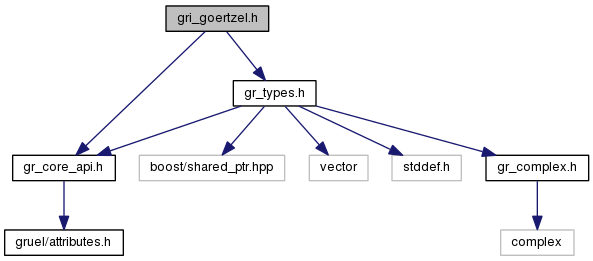 gri_goertzel.h
gr_types.h
gr_core_api.h
boost/shared_ptr.hpp
vector
stddef.h
gr_complex.h
gruel/attributes.h
complex